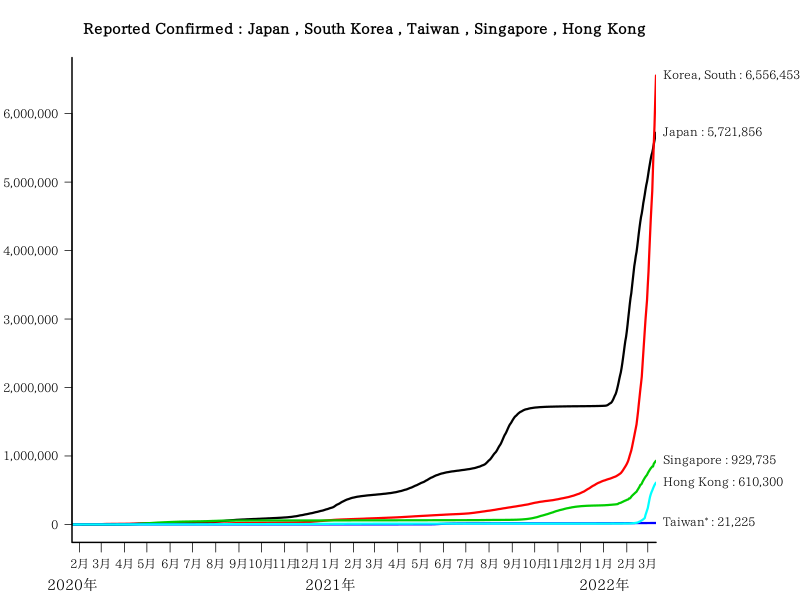 Reported Confirmed : Japan , South Korea , Taiwan , Singapore , Hong Kong
Korea, South : 6,556,453
6,000,000
Japan : 5,721,856
5,000,000
4,000,000
3,000,000
2,000,000
1,000,000
Singapore : 929,735
Hong Kong : 610,300
0
Taiwan* : 21,225
2月 3月 4月 5月 6月 7月 8月 9月 10月 11月 12月 1月 2月 3月 4月 5月 6月 7月 8月 9月 10月 11月 12月 1月 2月 3月
2020年 2021年 2022年